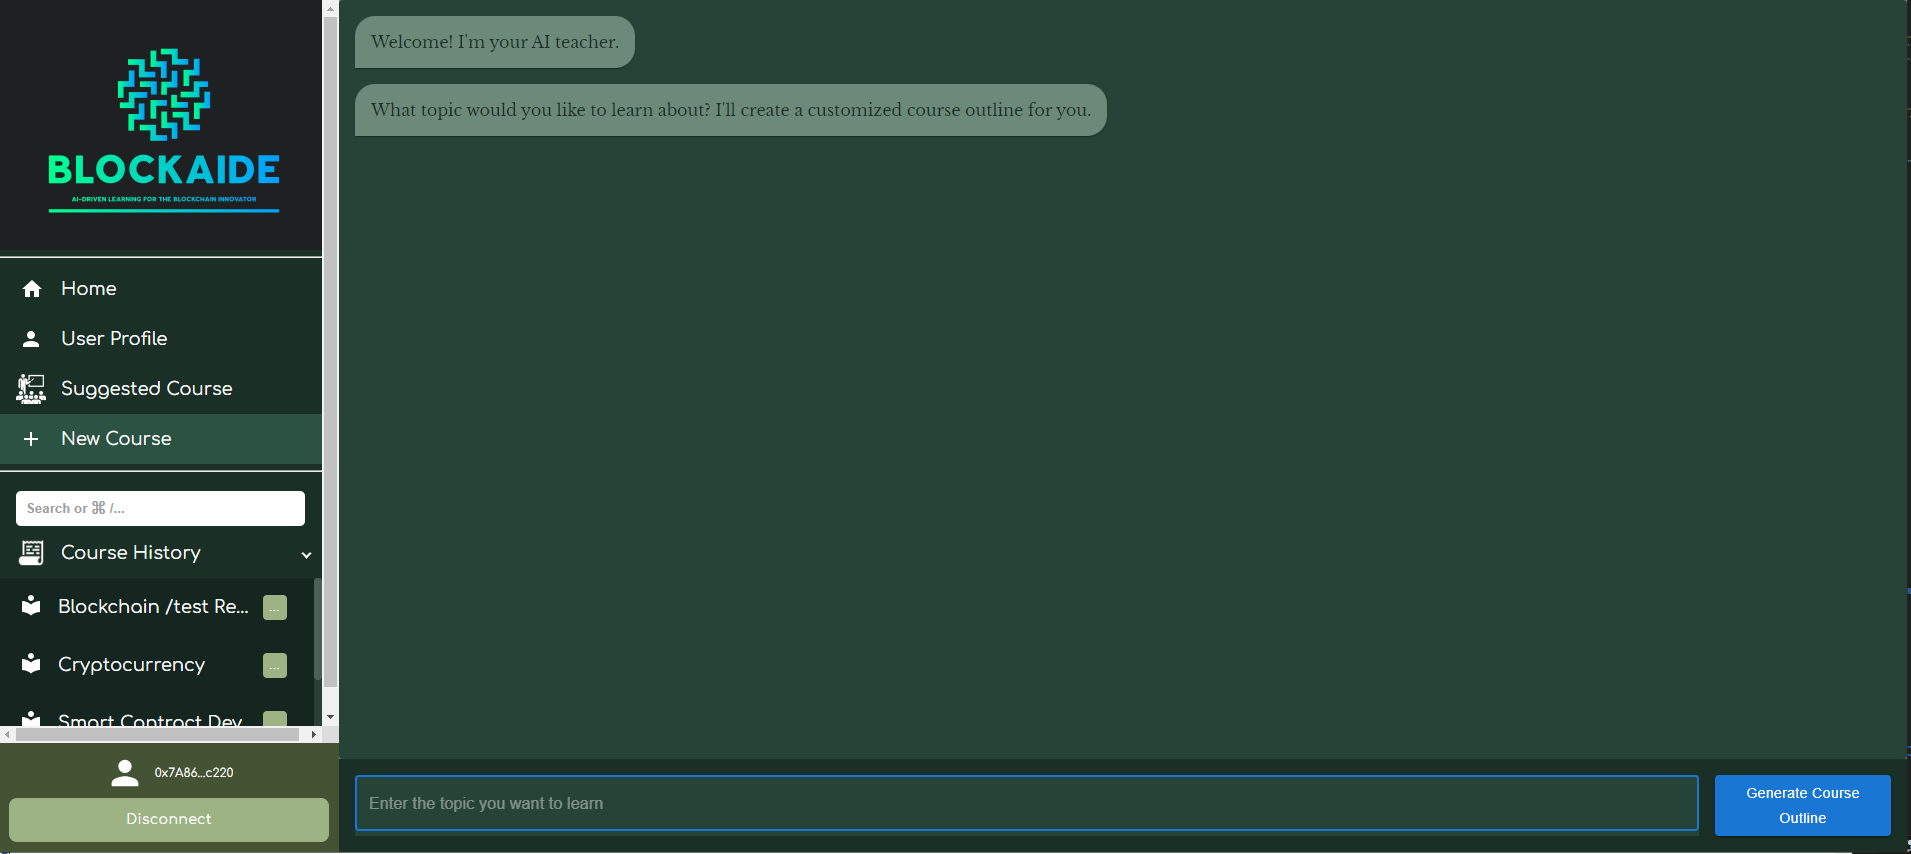 BLOCKAIDE
AI-DRIVEN LEARNING FOR THE BLOCKCHAIN INNOVATOR
Home
User Profile
Suggested Course
New Course
Search or ⌘ /...
Course History
Blockchain /test Re...
...
Cryptocurrency
...
Smart Contract Dev
0x7A86...c220
Disconnect
Welcome! I'm your AI teacher.
What topic would you like to learn about? I'll create a customized course outline for you.
Enter the topic you want to learn
Generate Course
Outline